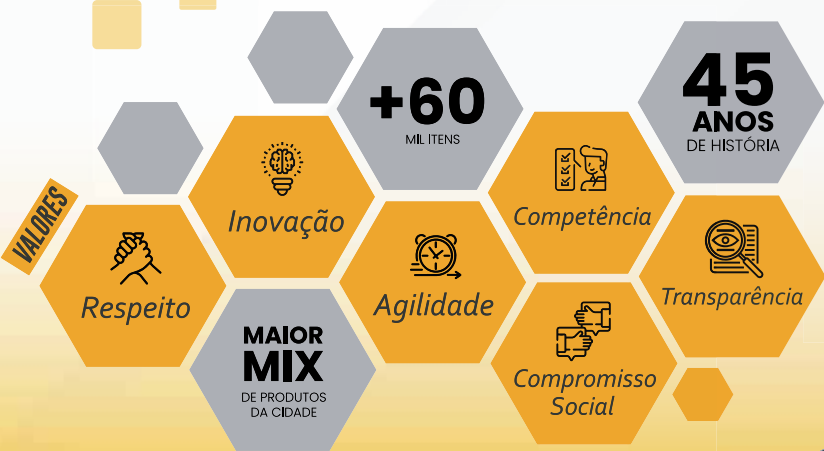 +60
MIL ITENS
45
ANOS
DE HISTÓRIA
VALORES
Respeito
Inovação
Agilidade
Competência
Transparência
MAIOR
MIX
DE PRODUTOS
DA CIDADE
Compromisso
Social